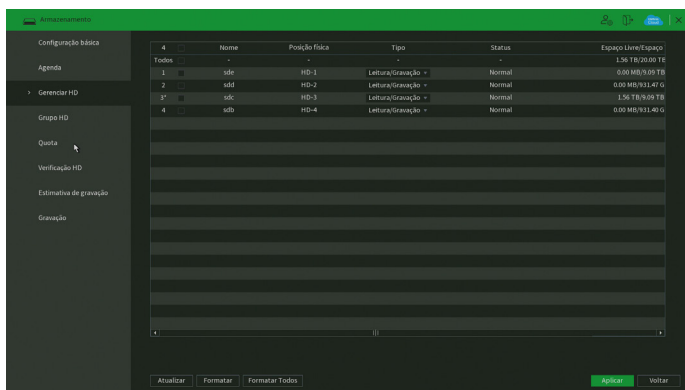 Armazenamento
Configuração básica
Agenda
> Gerenciar HD
Grupo HD
Quota
Verificação HD
Estimativa de gravação
Gravação
4 Nome Posição física Tipo Status Espaço Livre/Espaço
Todos - - - - 1.56 TB/20.00 TB
1 sde HD-1 Leitura/Gravação Normal 0.00 MB/9.09 TB
2 sdd HD-2 Leitura/Gravação Normal 0.00 MB/931.47 G
3* sdc HD-3 Leitura/Gravação Normal 1.56 TB/9.09 TB
4 sdb HD-4 Leitura/Gravação Normal 0.00 MB/931.40 G
Atualizar Formatar Formatar Todos Aplicar Voltar